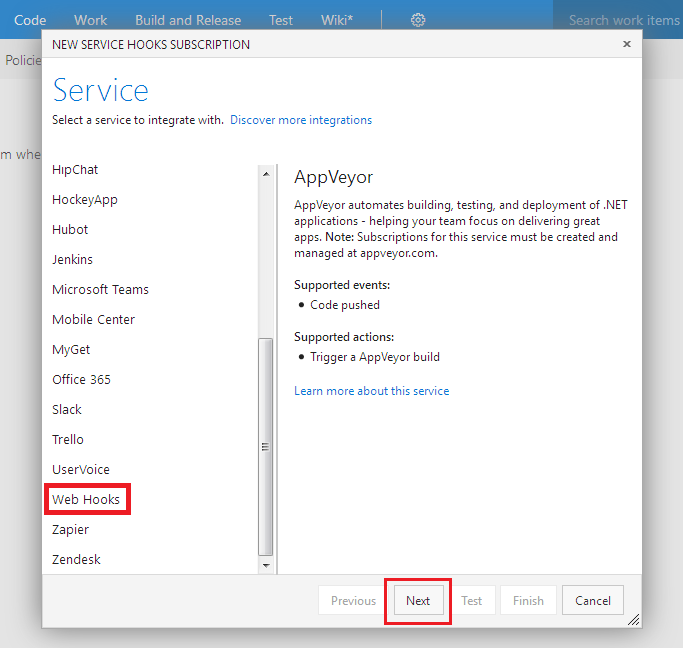 Code Work Build and Release Test Wiki* Search work items
Policie
NEW SERVICE HOOKS SUBSCRIPTION
m whe
Service
Select a service to integrate with. Discover more integrations
HipChat
HockeyApp
Hubot
Jenkins
Microsoft Teams
Mobile Center
MyGet
Office 365
Slack
Trello
UserVoice
Web Hooks
Zapier
Zendesk
AppVeyor
AppVeyor automates building, testing, and deployment of .NET
applications - helping your team focus on delivering great
apps. Note: Subscriptions for this service must be created and
managed at appveyor.com.
Supported events:
• Code pushed
Supported actions:
• Trigger a AppVeyor build
Learn more about this service
Previous Next Test Finish Cancel